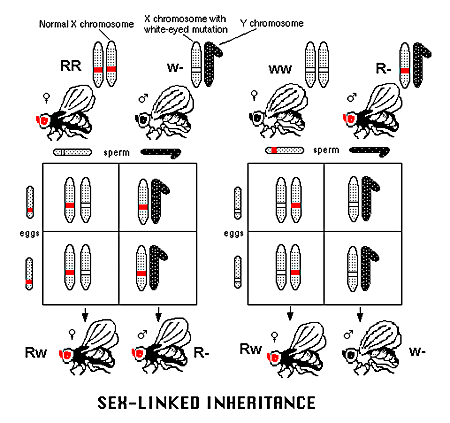 Normal X chromosome
X chromosome with
white-eyed mutation
Y chromosome
RR
w-
ww
R-
♀
♂
♀
♂
sperm
sperm
eggs
eggs
♀
♂
♀
♂
Rw
R-
Rw
w-
SEX-LINKED INHERITANCE